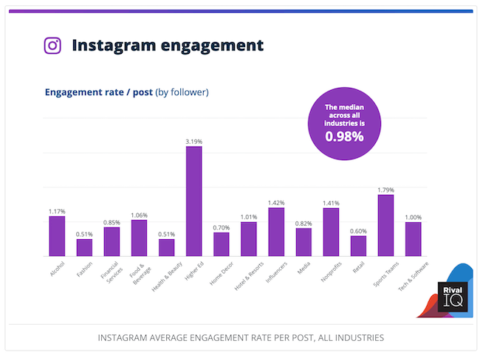 Instagram engagement
Engagement rate / post (by follower)
The median
across all
industries is
0.98%
1.17%
0.51%
0.85%
1.06%
0.51%
3.19%
0.70%
1.01%
1.42%
0.82%
1.41%
0.60%
1.79%
1.00%
Alcohol
Fashion
Financial
Services
Food &
Beverage
Health & Beauty
Higher Ed
Home Decor
Hotel & Resorts
Influencers
Media
Nonprofits
Retail
Sports Teams
Tech & Software
Rival
IQ
INSTAGRAM AVERAGE ENGAGEMENT RATE PER POST, ALL INDUSTRIES